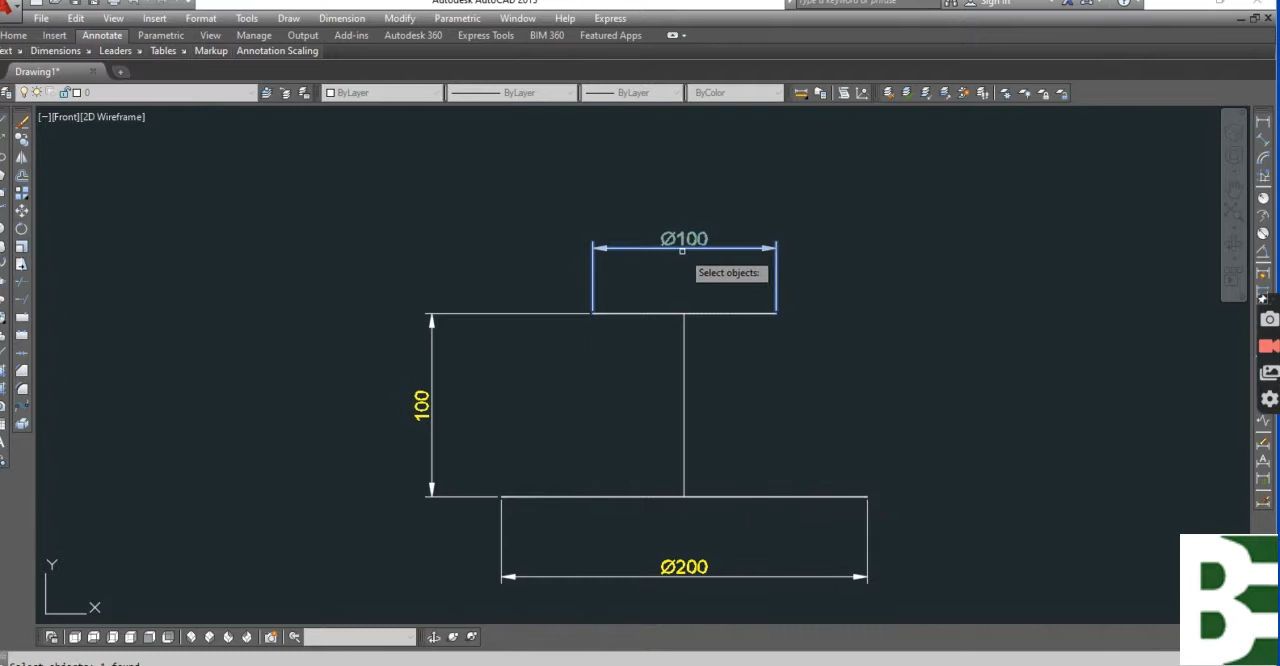 Autodesk AutoCAD 2015
Type a keyword or phrase
Sign In
File Edit View Insert Format Tools Draw Dimension Modify Parametric Window Help Express
Home Insert Annotate Parametric View Manage Output Add-ins Autodesk 360 Express Tools BIM 360 Featured Apps
Dimensions Leaders Tables Markup Annotation Scaling
Drawing1*
0 ByLayer ByLayer ByLayer ByColor
[−][Front][2D Wireframe]
Ø100
Select objects:
100
Ø200
Y
X
BE
Select objects: 1 found